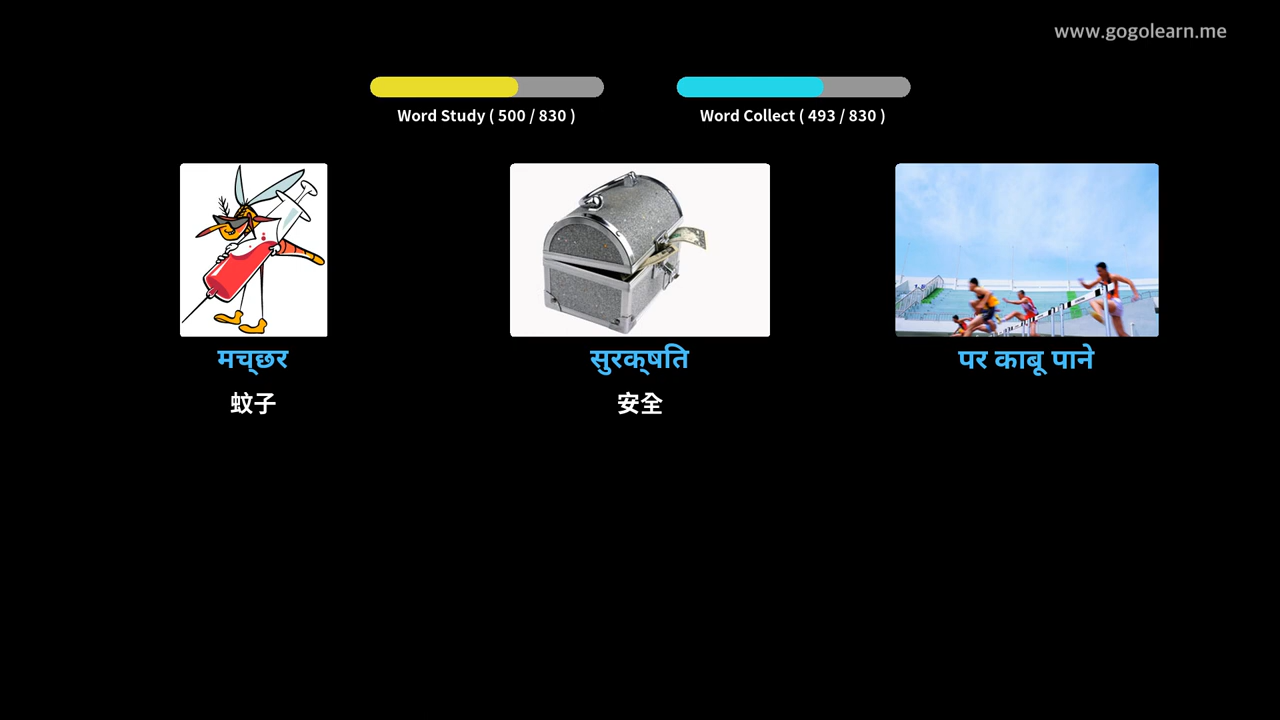 www.gogolearn.me
Word Study ( 500 / 830 )
Word Collect ( 493 / 830 )
मच्छर
सुरक्षति
पर काबू पाने
蚊子
安全